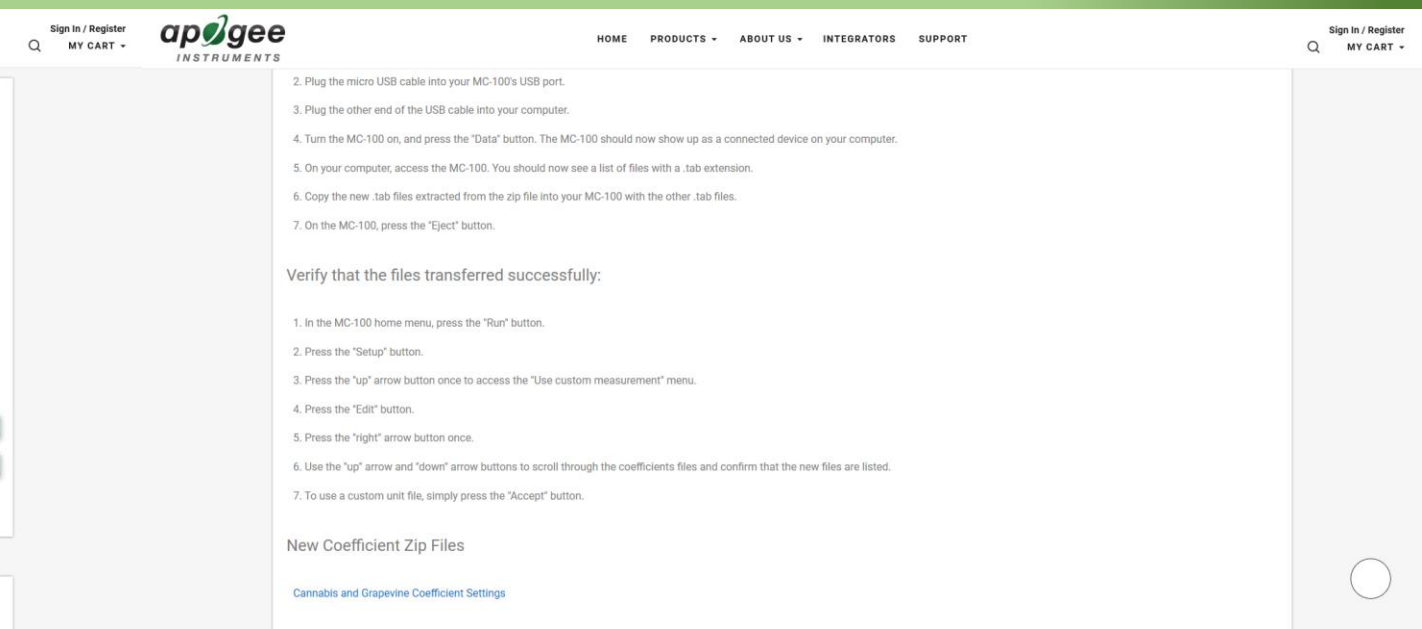 Sign In / Register
MY CART
apogee
INSTRUMENTS
HOME PRODUCTS ABOUT US INTEGRATORS SUPPORT
Sign In / Register
MY CART
2. Plug the micro USB cable into your MC-100's USB port.
3. Plug the other end of the USB cable into your computer.
4. Turn the MC-100 on, and press the "Data" button. The MC-100 should now show up as a connected device on your computer.
5. On your computer, access the MC-100. You should now see a list of files with a .tab extension.
6. Copy the new .tab files extracted from the zip file into your MC-100 with the other .tab files.
7. On the MC-100, press the "Eject" button.
Verify that the files transferred successfully:
1. In the MC-100 home menu, press the "Run" button.
2. Press the "Setup" button.
3. Press the "up" arrow button once to access the "Use custom measurement" menu.
4. Press the "Edit" button.
5. Press the "right" arrow button once.
6. Use the "up" arrow and "down" arrow buttons to scroll through the coefficients files and confirm that the new files are listed.
7. To use a custom unit file, simply press the "Accept" button.
New Coefficient Zip Files
Cannabis and Grapevine Coefficient Settings